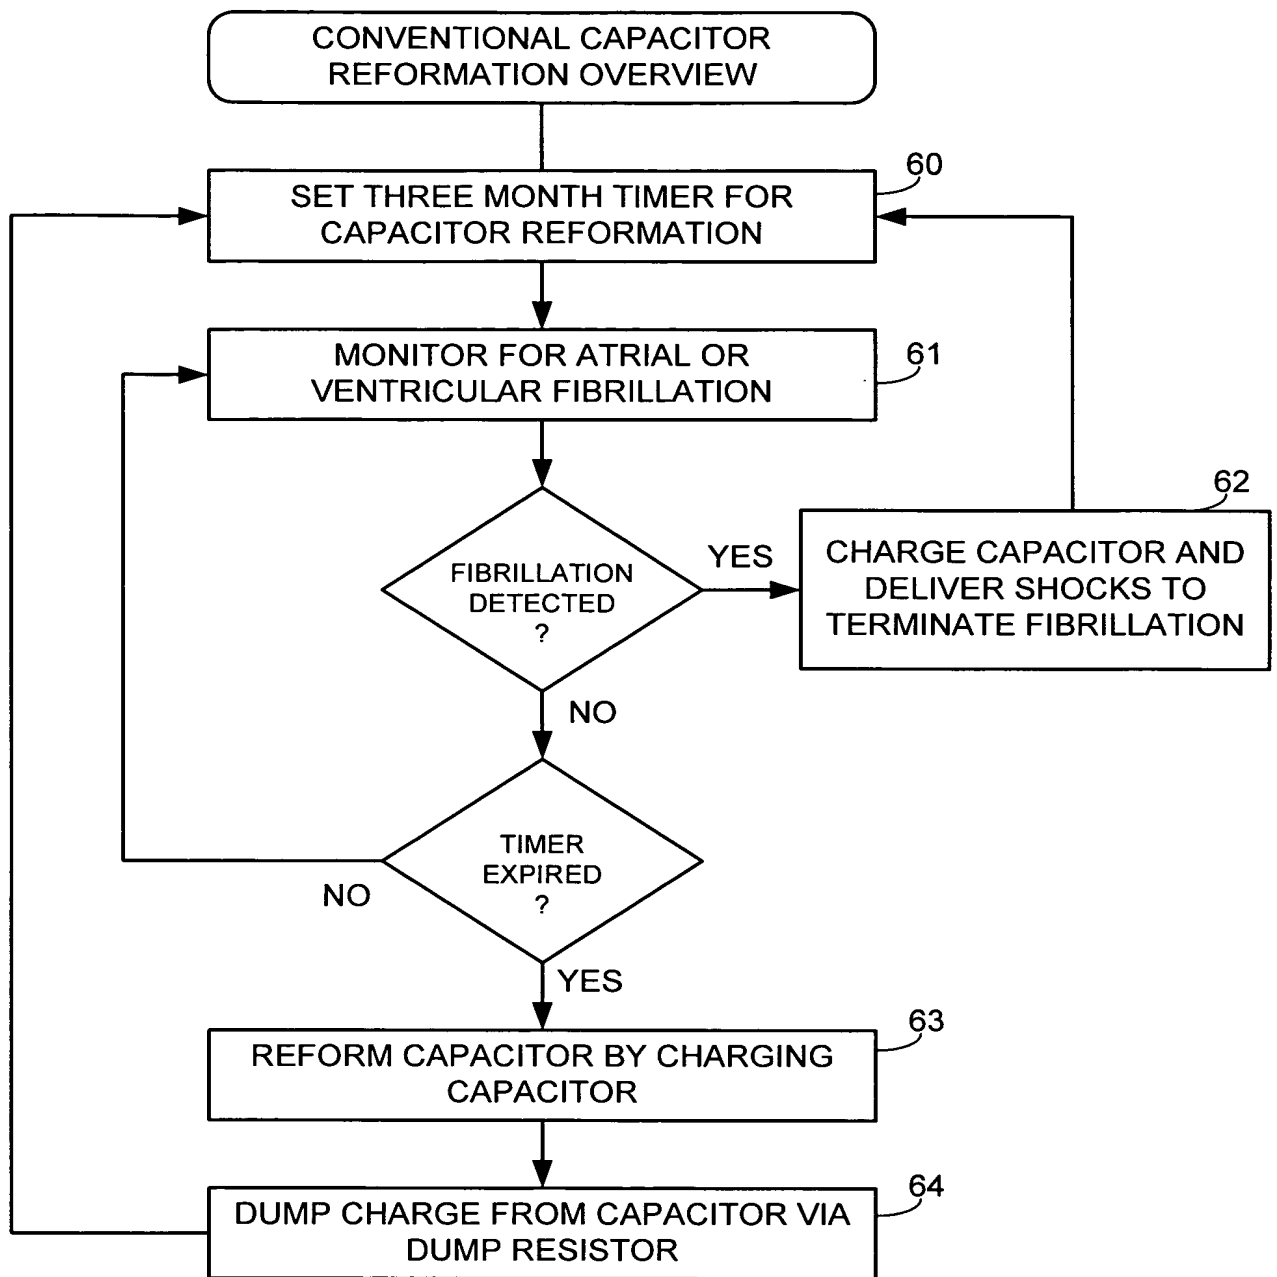 CONVENTIONAL CAPACITOR
REFORMATION OVERVIEW
60
SET THREE MONTH TIMER FOR
CAPACITOR REFORMATION
61
MONITOR FOR ATRIAL OR
VENTRICULAR FIBRILLATION
62
FIBRILLATION
DETECTED
?
YES
CHARGE CAPACITOR AND
DELIVER SHOCKS TO
TERMINATE FIBRILLATION
NO
TIMER
EXPIRED
?
NO
YES
63
REFORM CAPACITOR BY CHARGING
CAPACITOR
64
DUMP CHARGE FROM CAPACITOR VIA
DUMP RESISTOR